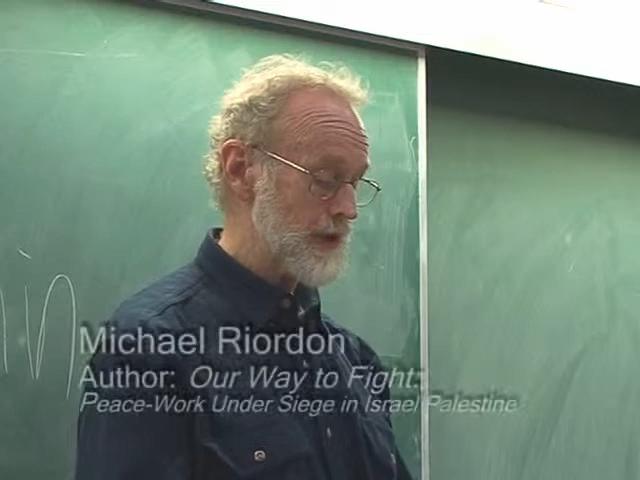 Michael Riordon
Author: Our Way to Fight:
Peace-Work Under Siege in Israel Palestine